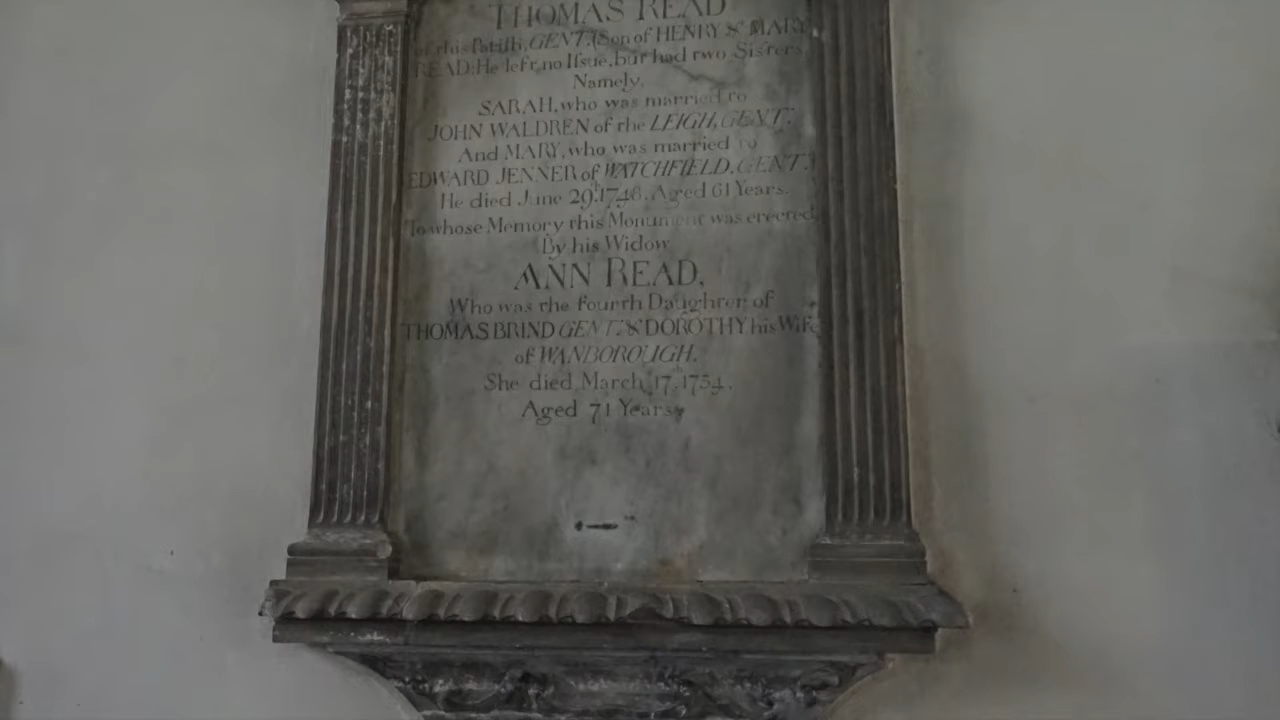 THOMAS READ
of this Parish, GENT. (Son of HENRY & MARY
READ) He left no Issue, but had two Sisters
Namely.
SARAH, who was married to
JOHN WALDREN of the LEIGH, GENT.
And MARY, who was married to
EDWARD JENNER of WATCHFIELD, GENT.
He died June 29th 1748. Aged 61 Years.
To whose Memory this Monument was erected
By his Widow
ANN READ,
Who was the fourth Daughter of
THOMAS BRIND GENT. & DOROTHY his Wife
of WANBOROUGH.
She died March 17th 1754.
Aged 71 Years